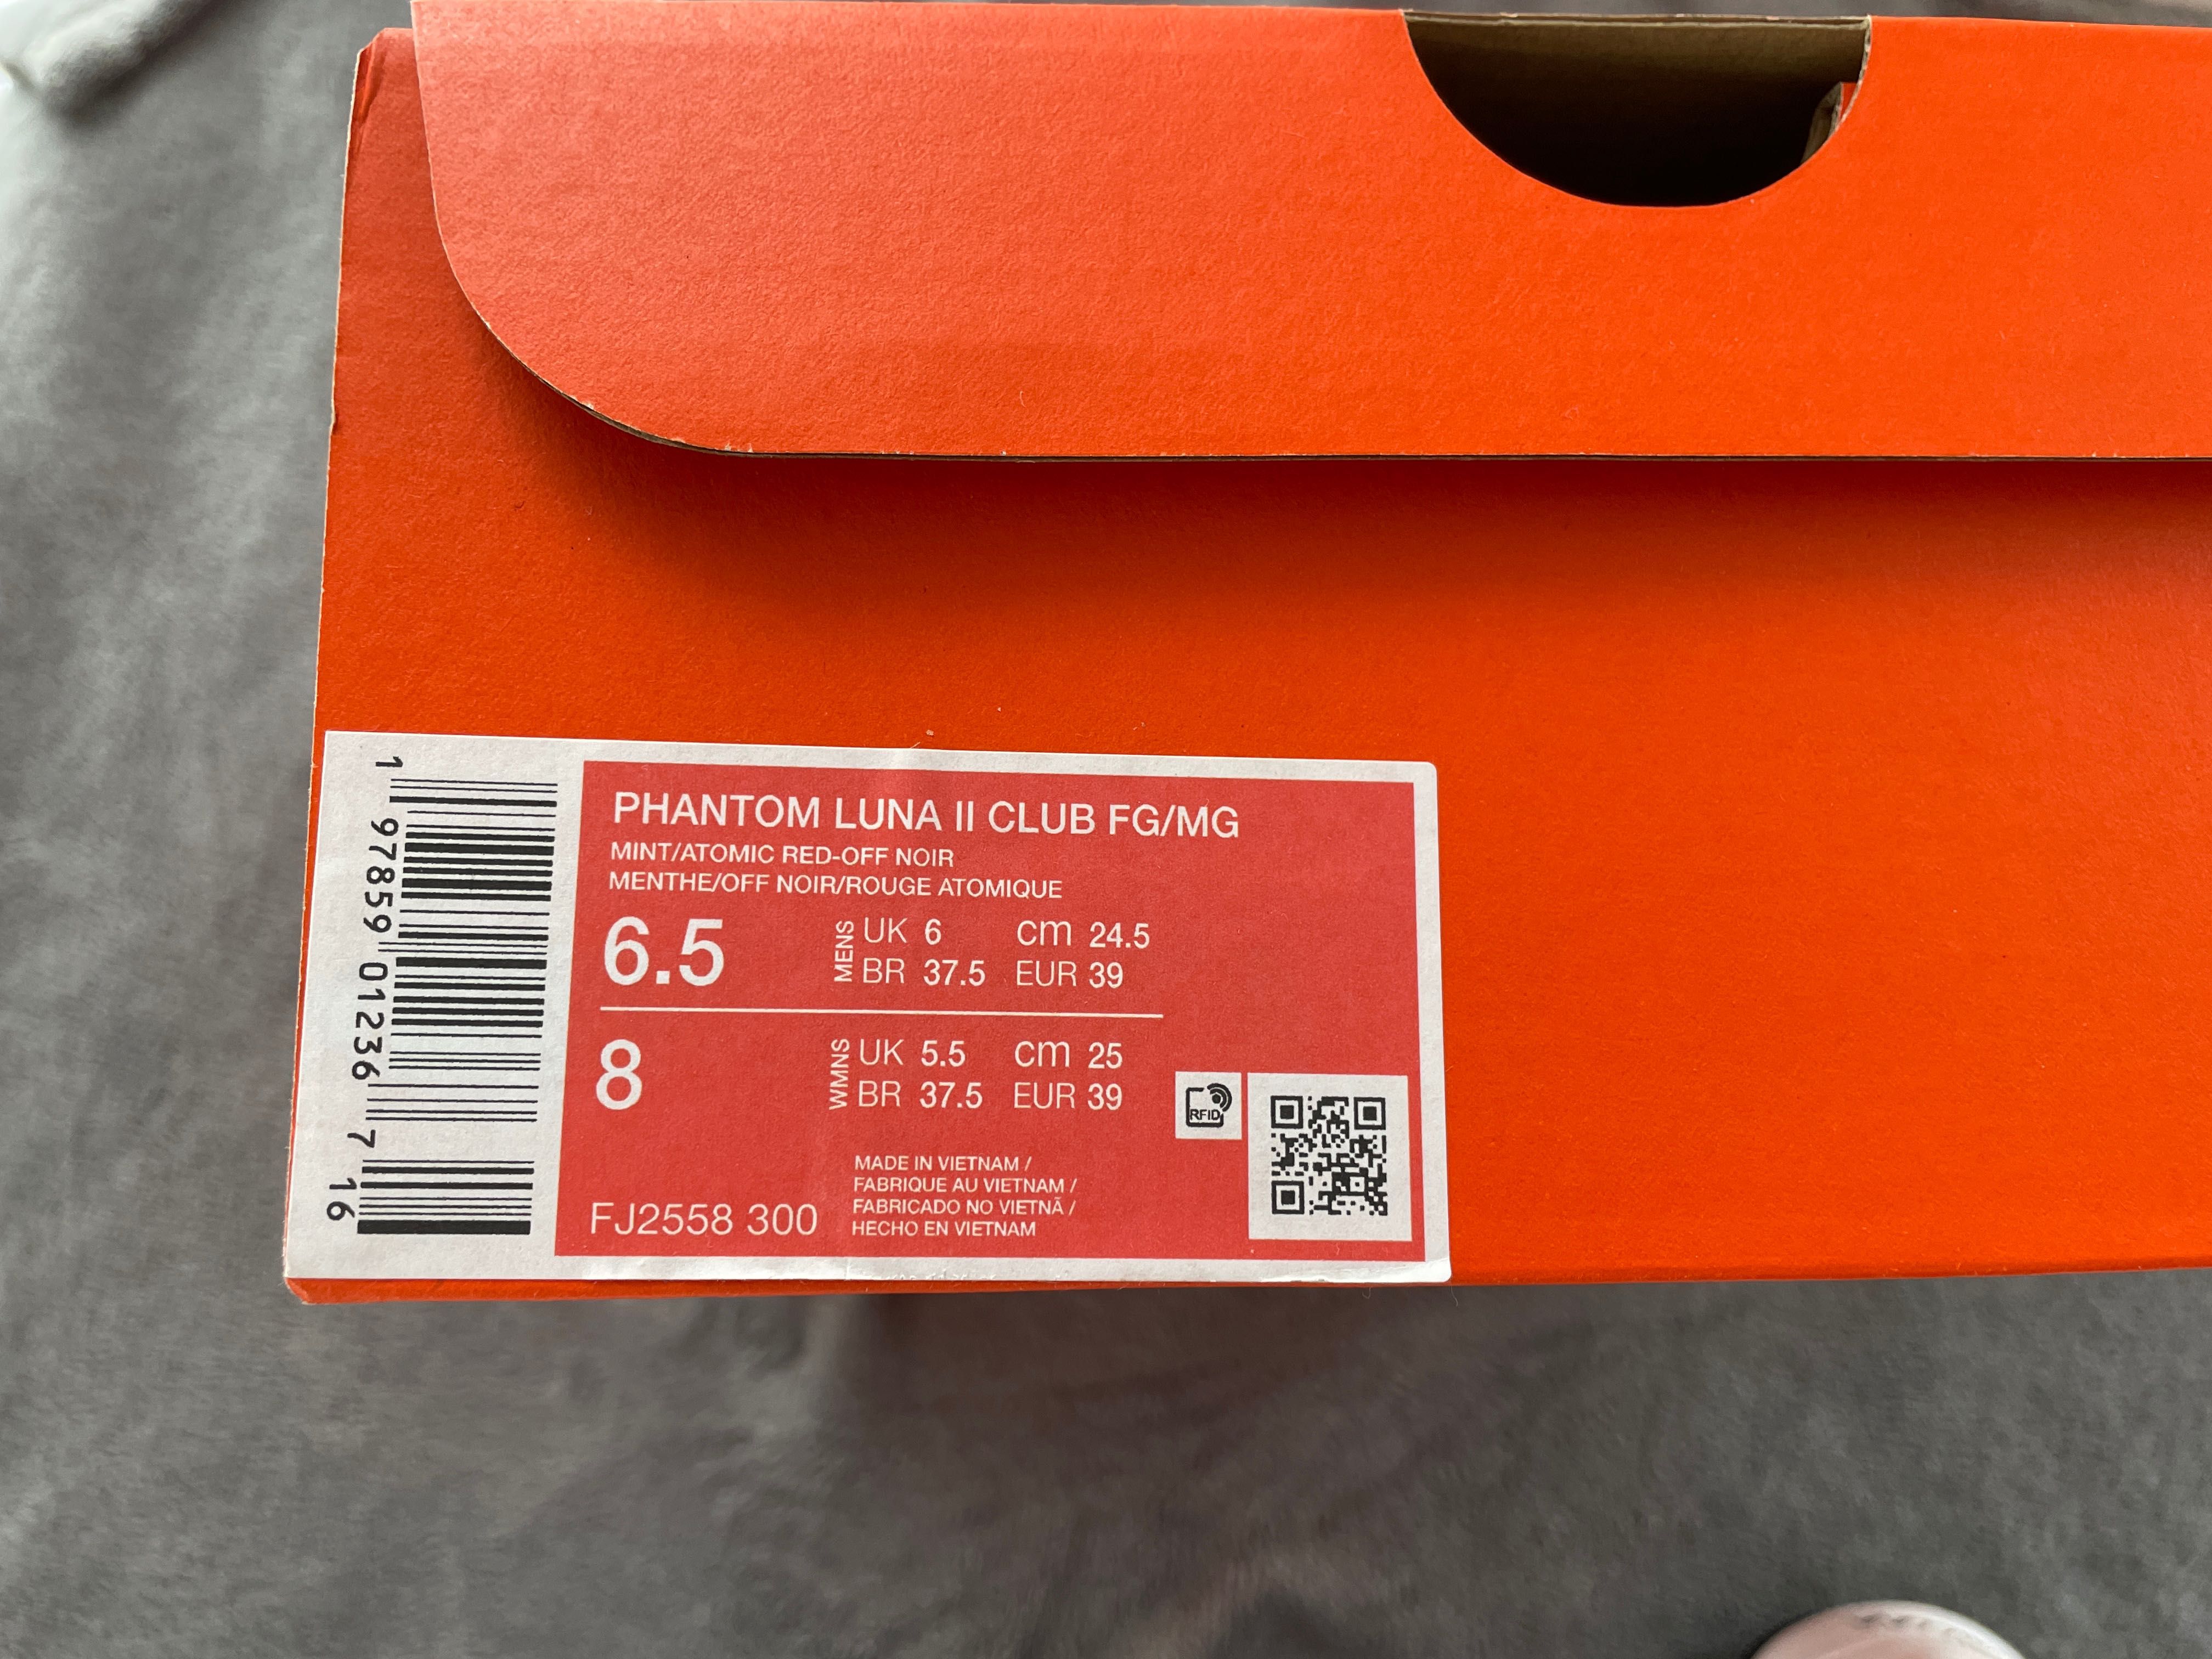 PHANTOM LUNA II CLUB FG/MG
MINT/ATOMIC RED-OFF NOIR
MENTHE/OFF NOIR/ROUGE ATOMIQUE
6.5 MENS UK 6 cm 24.5
BR 37.5 EUR 39
8 WMNS UK 5.5 cm 25
BR 37.5 EUR 39
RFID
MADE IN VIETNAM /
FABRIQUE AU VIETNAM /
FABRICADO NO VIETNÃ /
HECHO EN VIETNAM
FJ2558 300
1 97859 01236 7 16